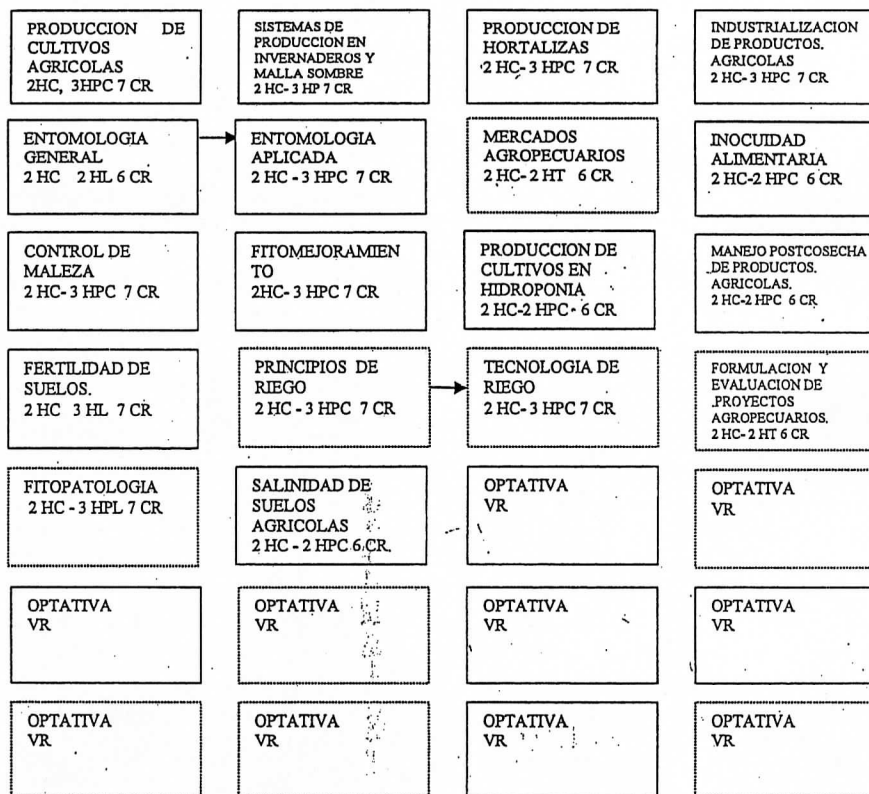 PRODUCCION DE
CULTIVOS
AGRICOLAS
2HC, 3HPC 7 CR
SISTEMAS DE
PRODUCCION EN
INVERNADEROS Y
MALLA SOMBRE
2 HC- 3 HP 7 CR
PRODUCCION DE
HORTALIZAS
2 HC- 3 HPC 7 CR
INDUSTRIALIZACION
DE PRODUCTOS.
AGRICOLAS
2 HC- 3 HPC 7 CR
ENTOMOLOGIA
GENERAL
2 HC 2 HL 6 CR
ENTOMOLOGIA
APLICADA
2 HC - 3 HPC 7 CR
MERCADOS
AGROPECUARIOS
2 HC- 2 HT 6 CR
INOCUIDAD
ALIMENTARIA
2 HC-2 HPC 6 CR
CONTROL DE
MALEZA
2 HC- 3 HPC 7 CR
FITOMEJORAMIEN
TO
2HC- 3 HPC 7 CR
PRODUCCION DE
CULTIVOS EN
HIDROPONIA
2 HC-2 HPC- 6 CR
MANEJO POSTCOSECHA
DE PRODUCTOS.
AGRICOLAS.
2 HC-2 HPC 6 CR
FERTILIDAD DE
SUELOS.
2 HC 3 HL 7 CR
PRINCIPIOS DE
RIEGO
2 HC - 3 HPC 7 CR
TECNOLOGIA DE
RIEGO
2 HC- 3 HPC 7 CR
FORMULACION Y
EVALUACION DE
PROYECTOS
AGROPECUARIOS.
2 HC- 2 HT 6 CR
FITOPATOLOGIA
2 HC - 3 HPL 7 CR
SALINIDAD DE
SUELOS
AGRICOLAS
2 HC - 2 HPC 6 CR.
OPTATIVA
VR
OPTATIVA
VR
OPTATIVA
VR
OPTATIVA
VR
OPTATIVA
VR
OPTATIVA
VR
OPTATIVA
VR
OPTATIVA
VR
OPTATIVA
VR
OPTATIVA
VR